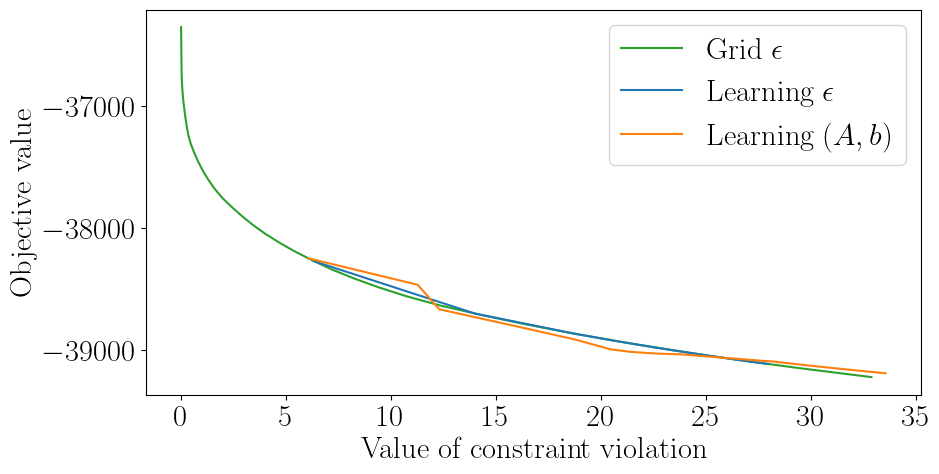 Objective value
−37000
−38000
−39000
0
5
10
15
20
25
30
35
Value of constraint violation
Grid ϵ
Learning ϵ
Learning (A, b)